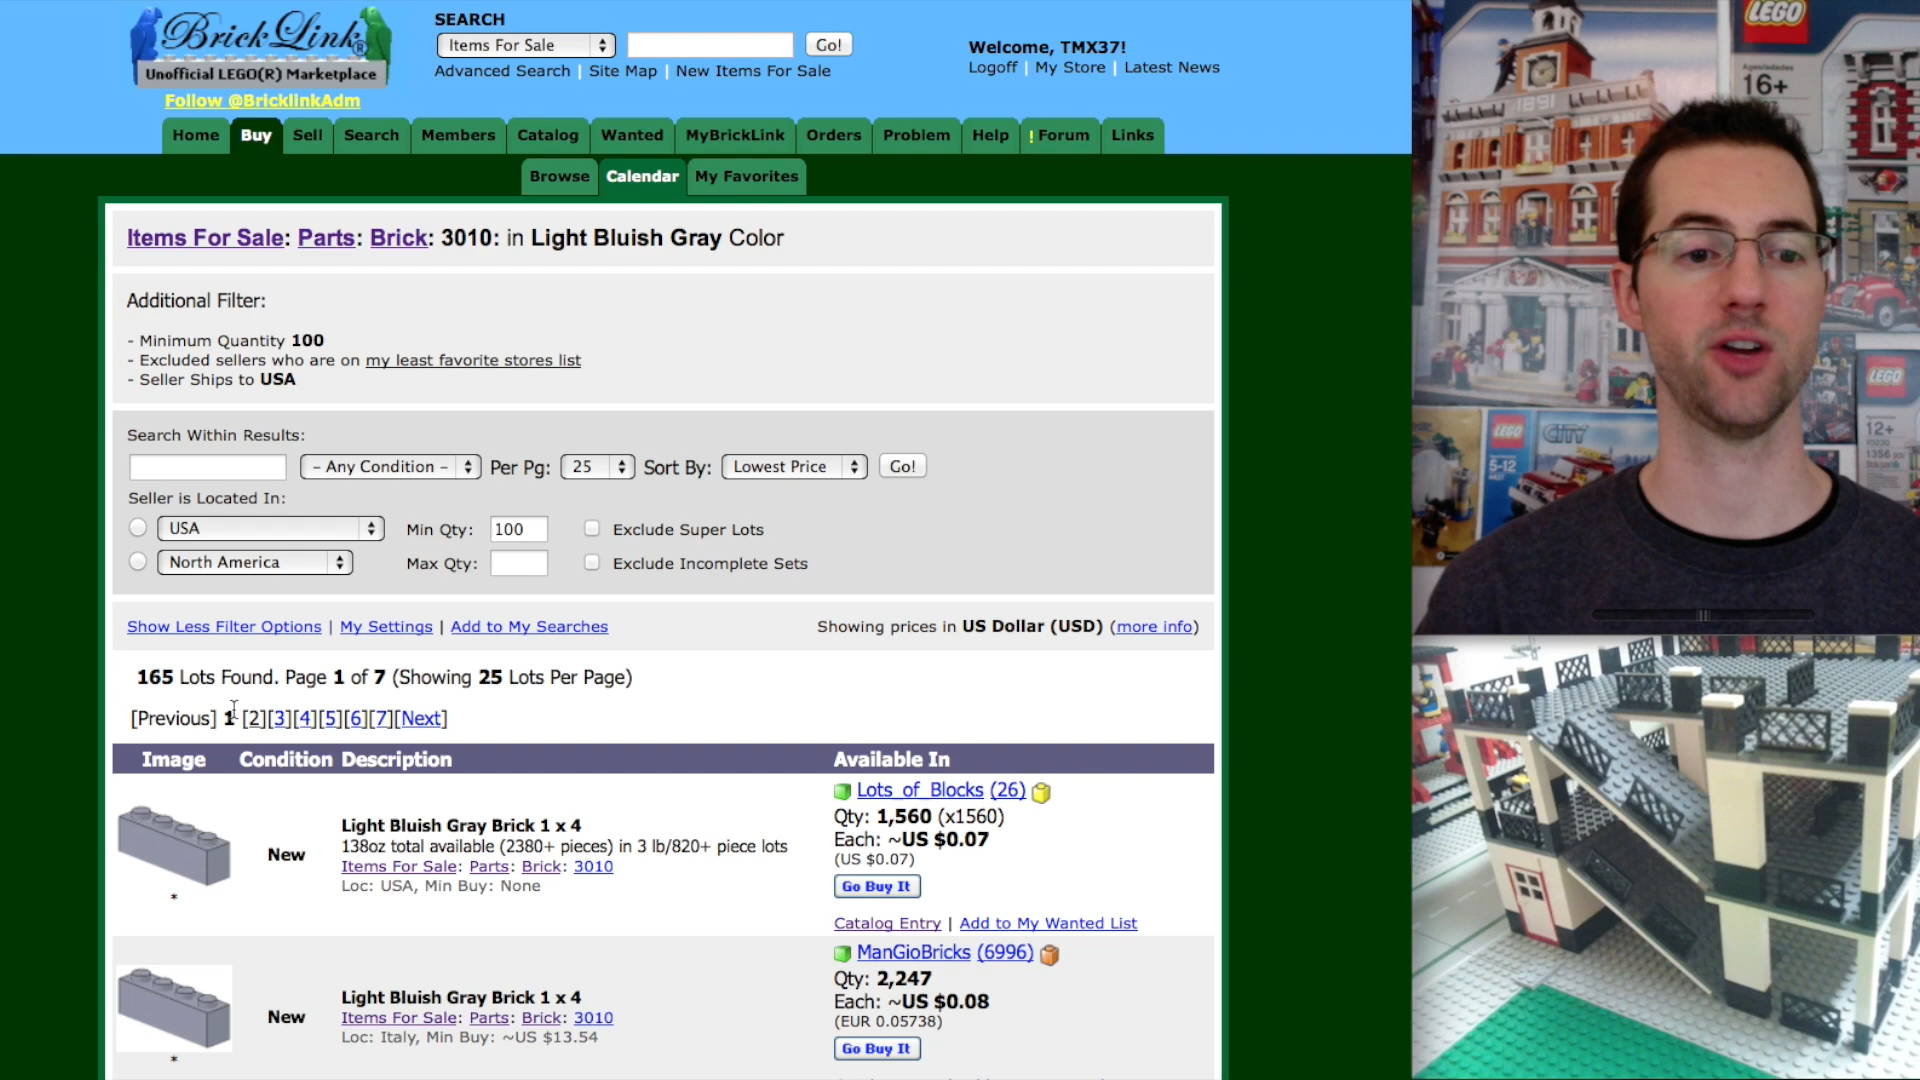 BrickLink®
Unofficial LEGO(R) Marketplace
Follow @BricklinkAdm
SEARCH
Items For Sale
Go!
Advanced Search | Site Map | New Items For Sale
Welcome, TMX37!
Logoff | My Store | Latest News
Home
Buy
Sell
Search
Members
Catalog
Wanted
MyBrickLink
Orders
Problem
Help
! Forum
Links
Browse
Calendar
My Favorites
Items For Sale: Parts: Brick: 3010: in Light Bluish Gray Color
Additional Filter:
- Minimum Quantity 100
- Excluded sellers who are on my least favorite stores list
- Seller Ships to USA
Search Within Results:
- Any Condition - Per Pg: 25 Sort By: Lowest Price Go!
Seller is Located In:
USA Min Qty: 100 Exclude Super Lots
North America Max Qty: Exclude Incomplete Sets
Show Less Filter Options | My Settings | Add to My Searches
Showing prices in US Dollar (USD) (more info)
165 Lots Found. Page 1 of 7 (Showing 25 Lots Per Page)
[Previous] 1 [2][3][4][5][6][7][Next]
Image Condition Description Available In
New
Light Bluish Gray Brick 1 x 4
138oz total available (2380+ pieces) in 3 lb/820+ piece lots
Items For Sale: Parts: Brick: 3010
Loc: USA, Min Buy: None
*
Lots_of_Blocks (26)
Qty: 1,560 (x1560)
Each: ~US $0.07
(US $0.07)
Go Buy It
Catalog Entry | Add to My Wanted List
New
Light Bluish Gray Brick 1 x 4
Items For Sale: Parts: Brick: 3010
Loc: Italy, Min Buy: ~US $13.54
*
ManGioBricks (6996)
Qty: 2,247
Each: ~US $0.08
(EUR 0.05738)
Go Buy It
LEGO
16+
1891
LEGO
CITY
5-12
LEGO
12+